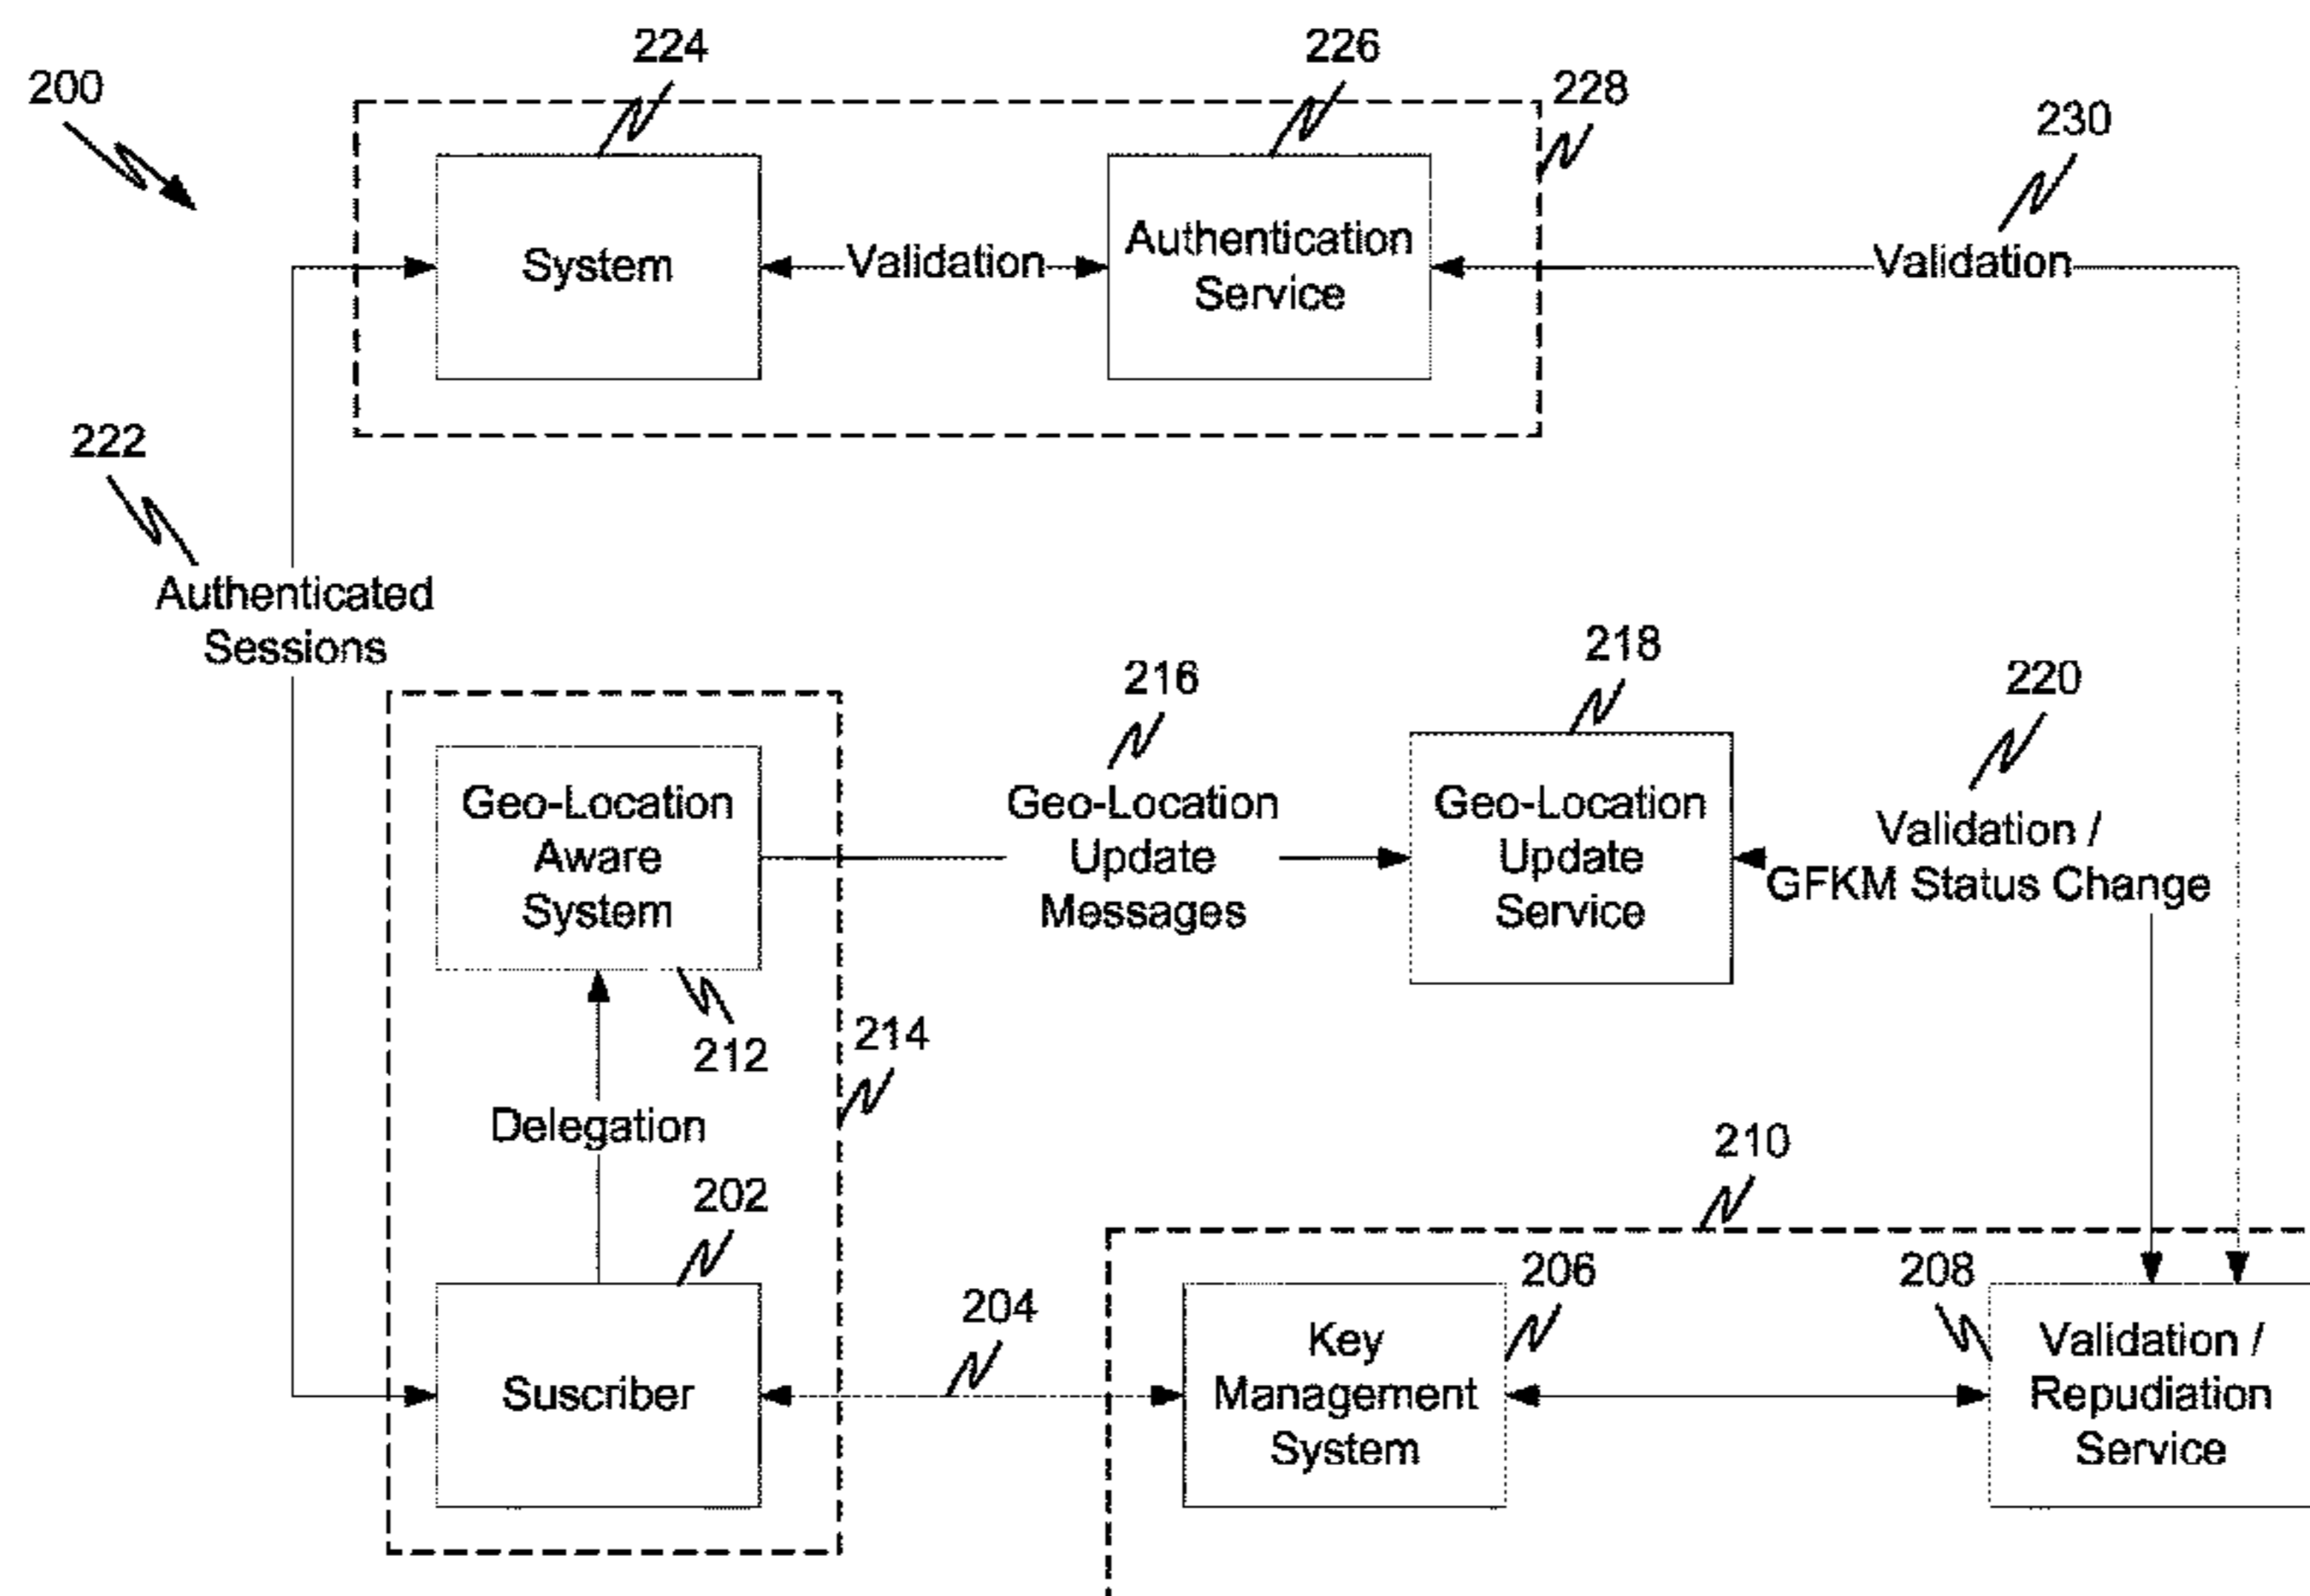 224
226
200
228
230
System
Validation
Authentication
Service
Validation
222
Authenticated
Sessions
216
218
220
Geo-Location
Aware
System
Geo-Location
Update
Messages
Geo-Location
Update
Service
Validation /
GFKM Status Change
212
214
Delegation
210
202
204
206
208
Suscriber
Key
Management
System
Validation /
Repudiation
Service